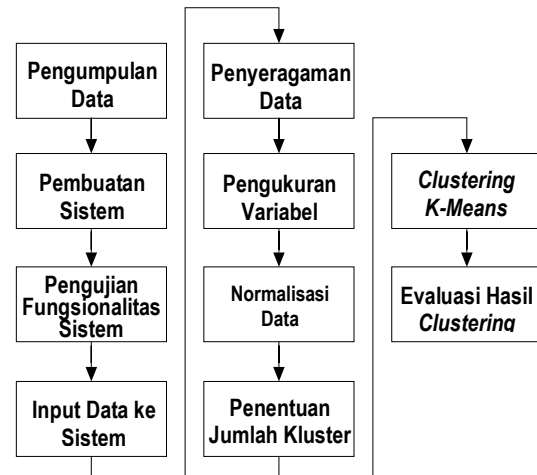 Pengumpulan
Data
Pembuatan
Sistem
Pengujian
Fungsionalitas
Sistem
Input Data ke
Sistem
Penyeragaman
Data
Pengukuran
Variabel
Normalisasi
Data
Penentuan
Jumlah Kluster
Clustering
K-Means
Evaluasi Hasil
Clustering